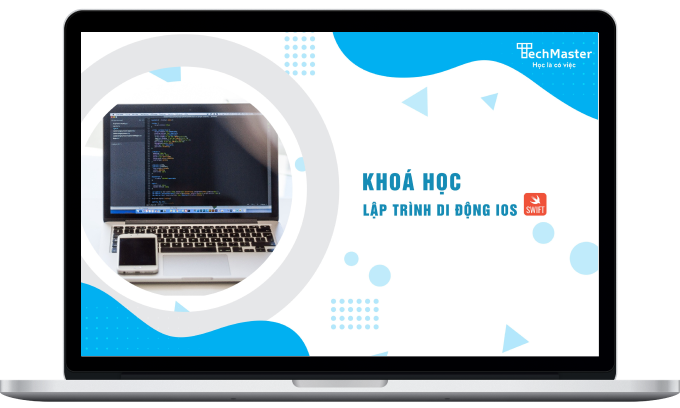 TechMaster
Học là có việc
KHOÁ HỌC
LẬP TRÌNH DI ĐỘNG IOS
SWIFT